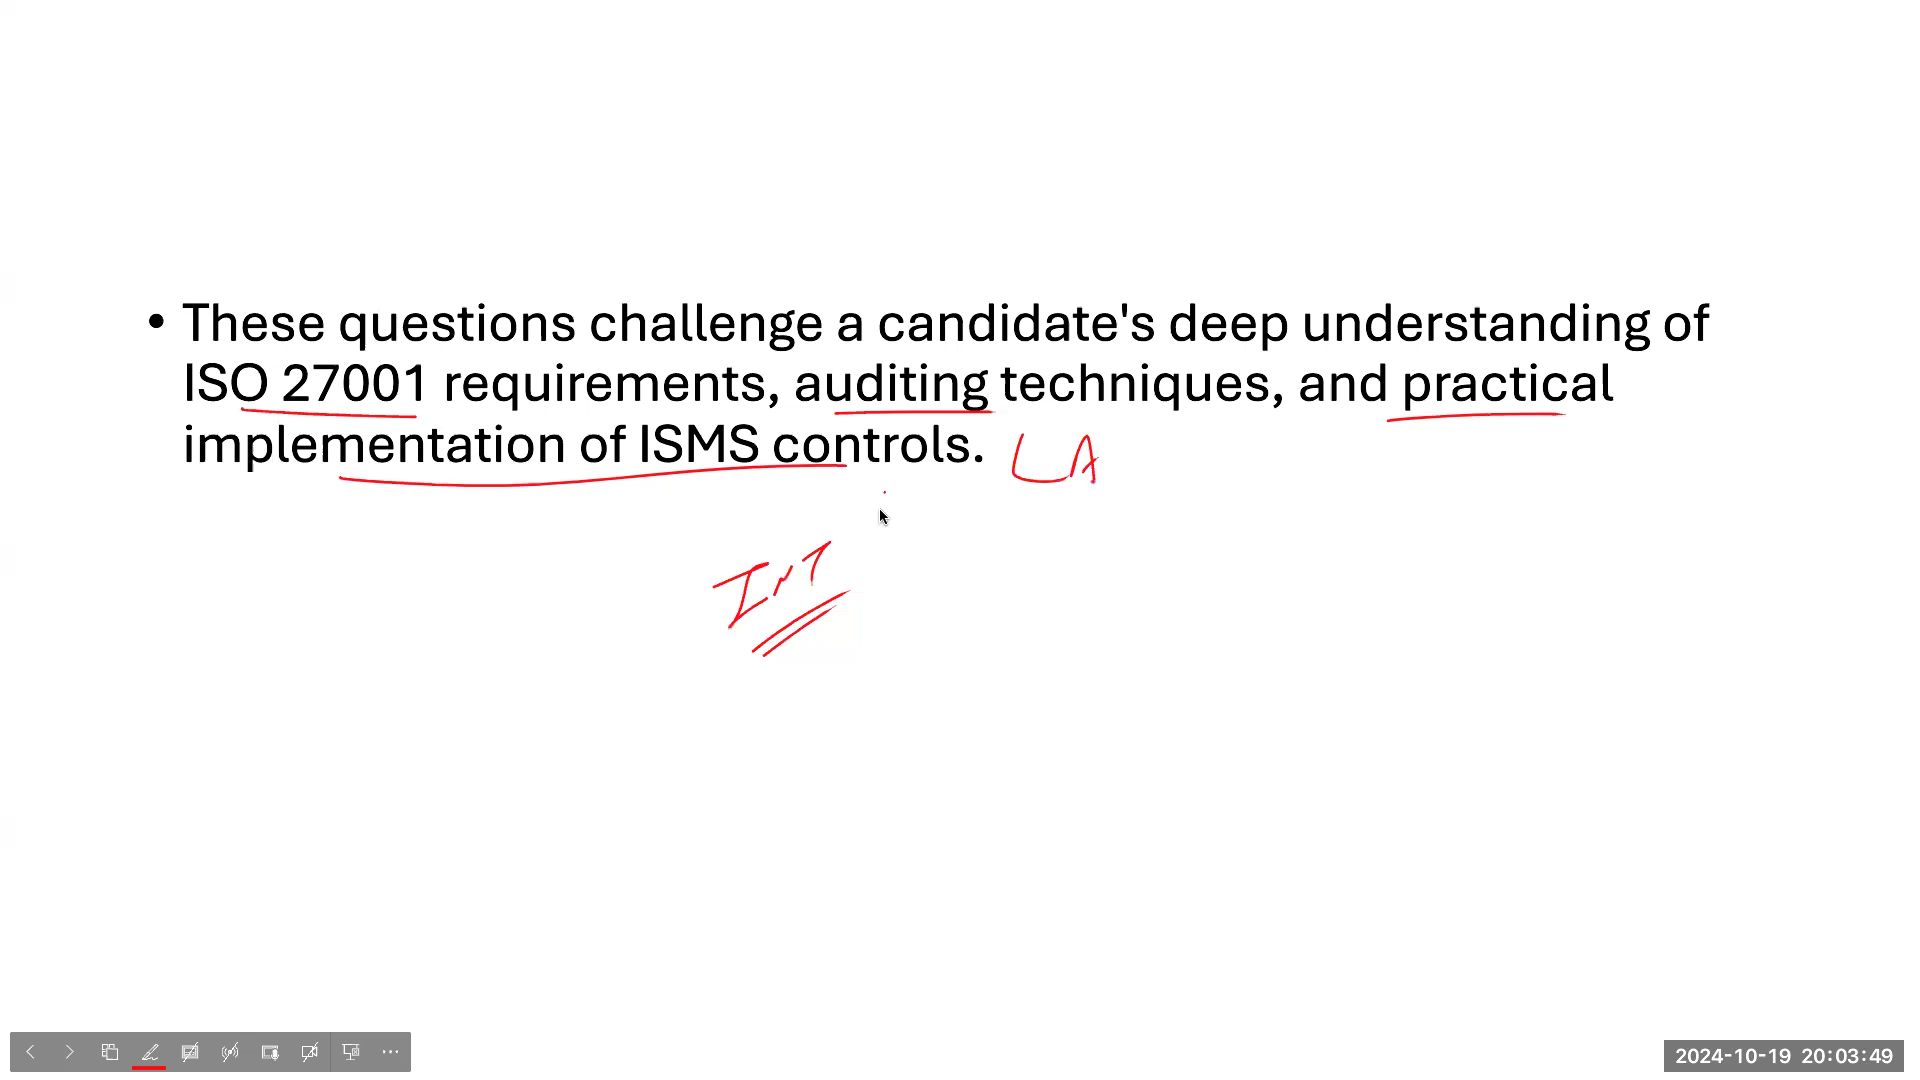 • These questions challenge a candidate's deep understanding of
ISO 27001 requirements, auditing techniques, and practical
implementation of ISMS controls. LA
INT
2024-10-19 20:03:49